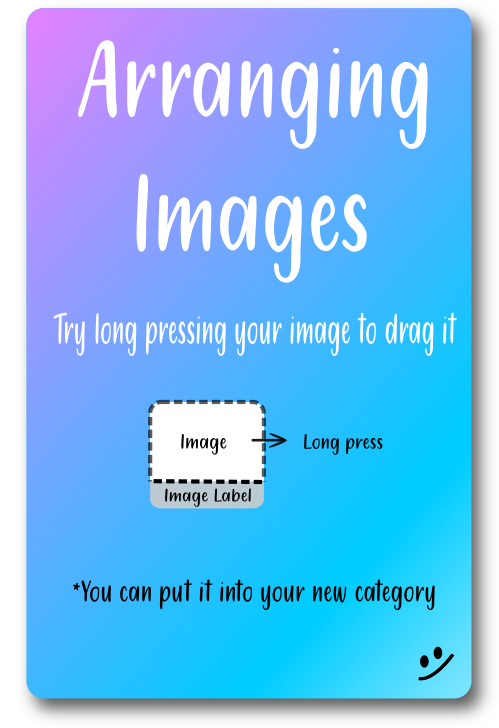 Arranging
Images
Try long pressing your image to drag it
Image
Long press
Image Label
*You can put it into your new category